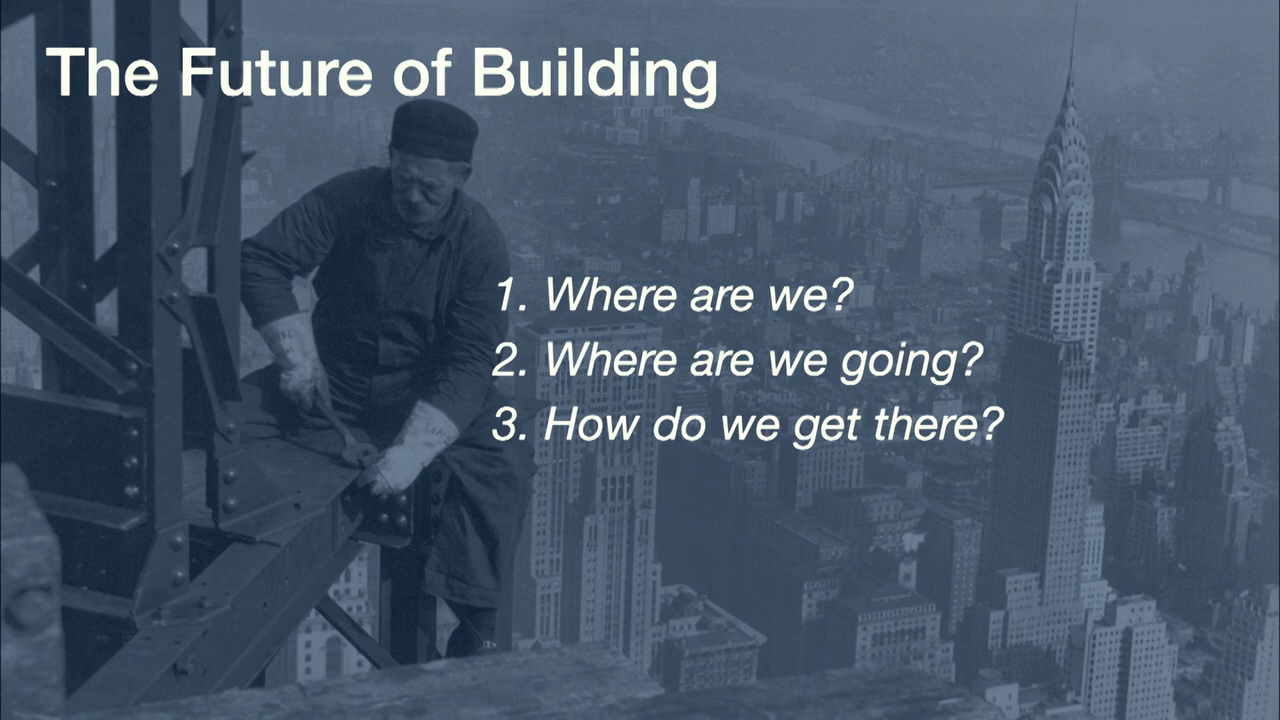 The Future of Building
1. Where are we?
2. Where are we going?
3. How do we get there?